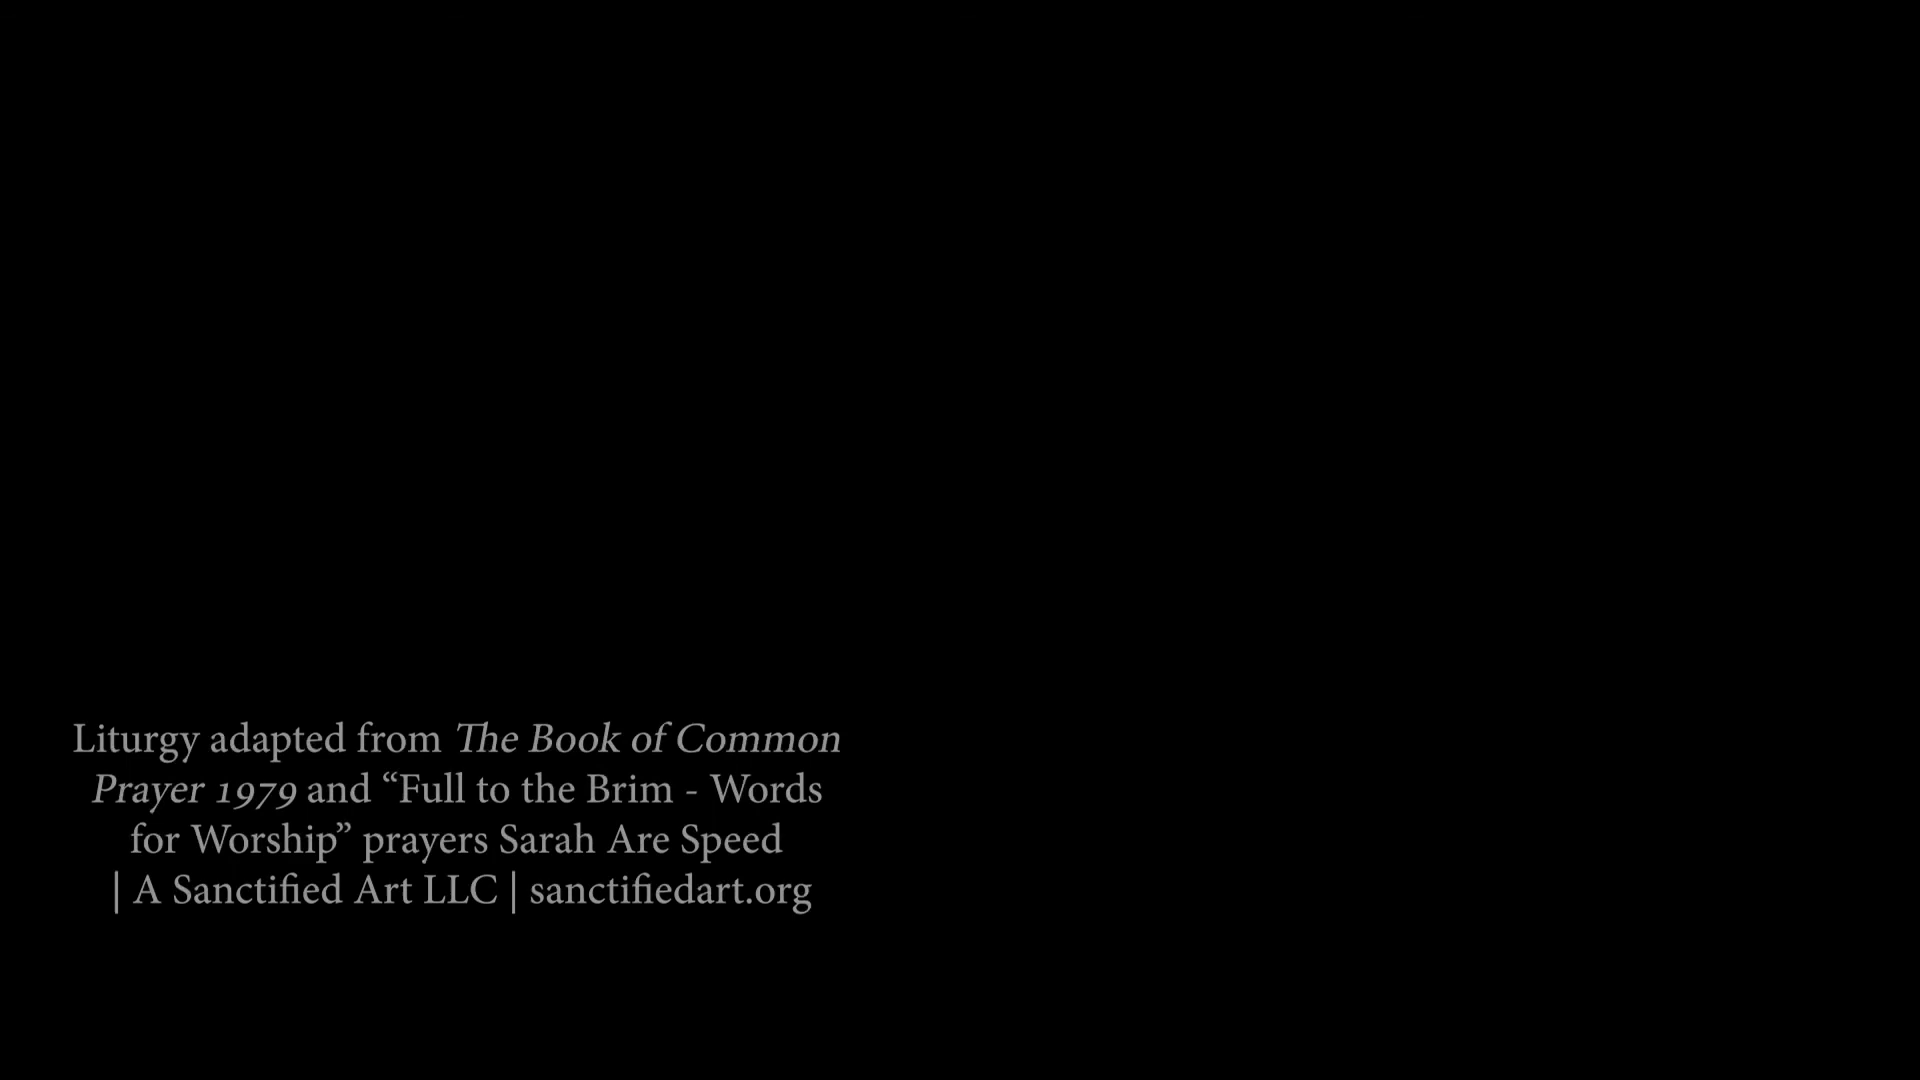 Liturgy adapted from The Book of Common
Prayer 1979 and “Full to the Brim - Words
for Worship” prayers Sarah Are Speed
| A Sanctified Art LLC | sanctifiedart.org